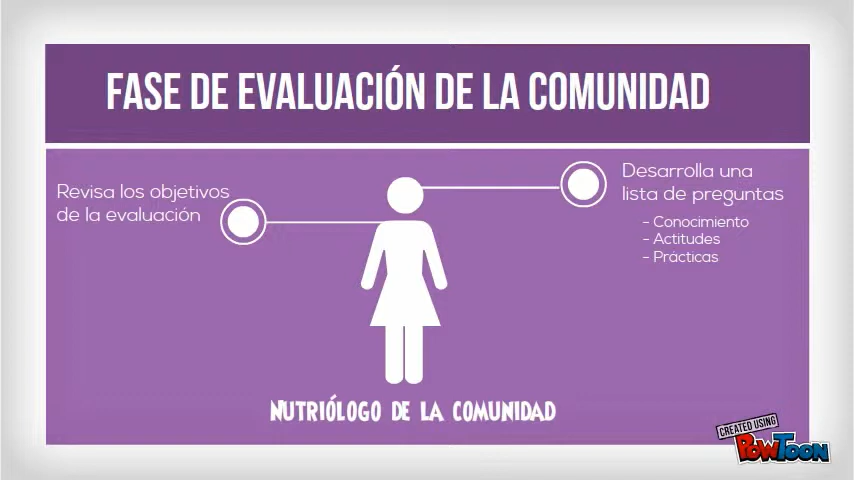 FASE DE EVALUACIÓN DE LA COMUNIDAD
Revisa los objetivos
de la evaluación
Desarrolla una
lista de preguntas
- Conocimiento
- Actitudes
- Prácticas
NUTRIÓLOGO DE LA COMUNIDAD
CREATED USING
POWTOON